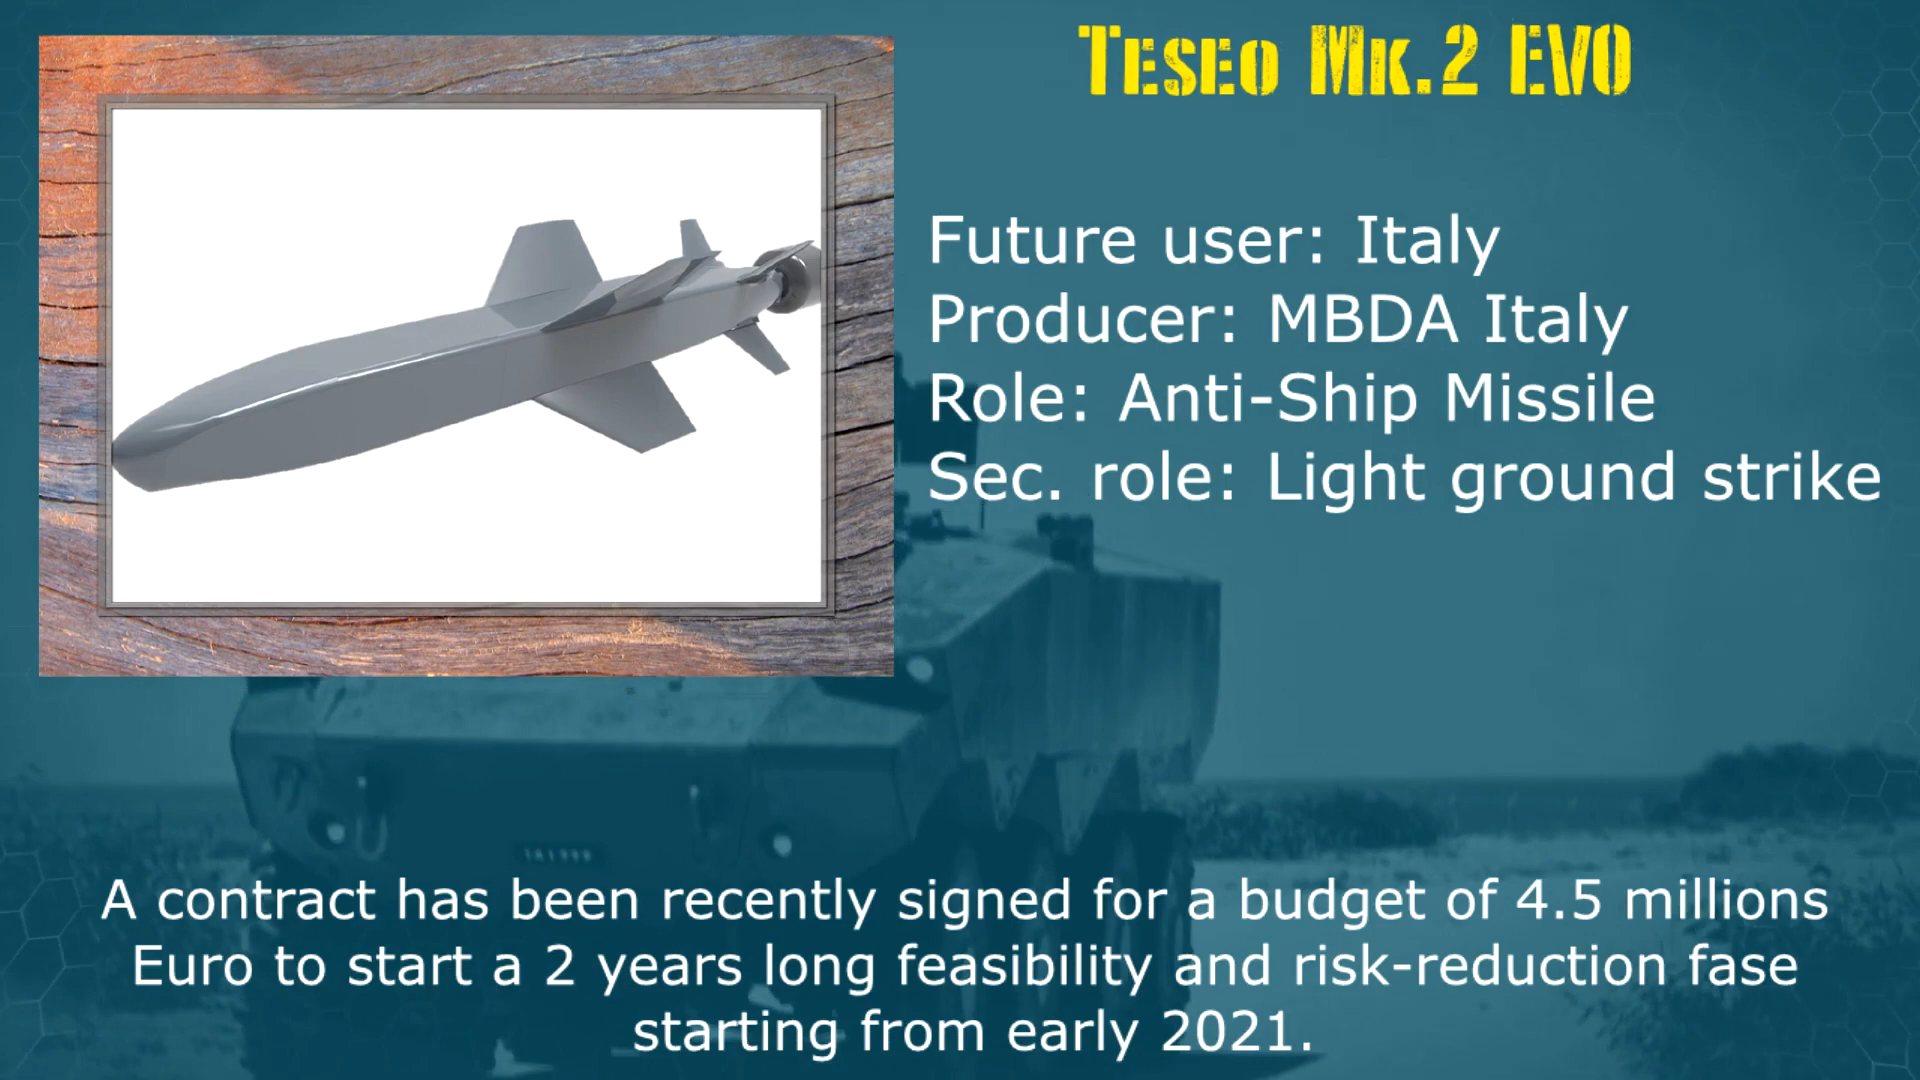 Teseo Mk.2 EVO
Future user: Italy
Producer: MBDA Italy
Role: Anti-Ship Missile
Sec. role: Light ground strike
A contract has been recently signed for a budget of 4.5 millions
Euro to start a 2 years long feasibility and risk-reduction fase
starting from early 2021.